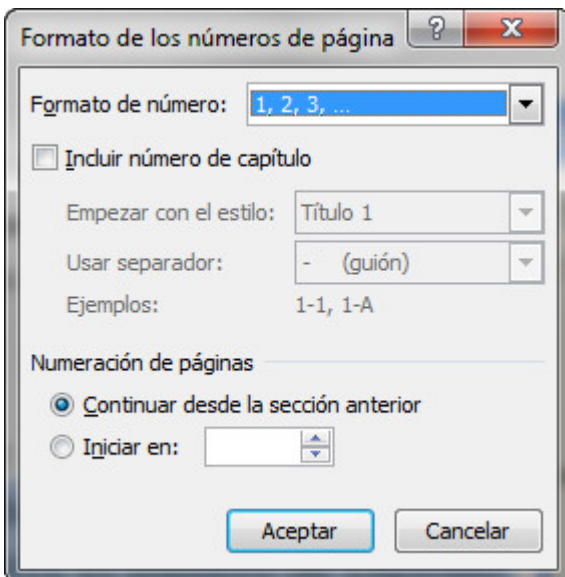 Formato de los números de página
Formato de número: 1, 2, 3, ...
Incluir número de capítulo
Empezar con el estilo: Título 1
Usar separador: - (guión)
Ejemplos: 1-1, 1-A
Numeración de páginas
Continuar desde la sección anterior
Iniciar en:
Aceptar Cancelar